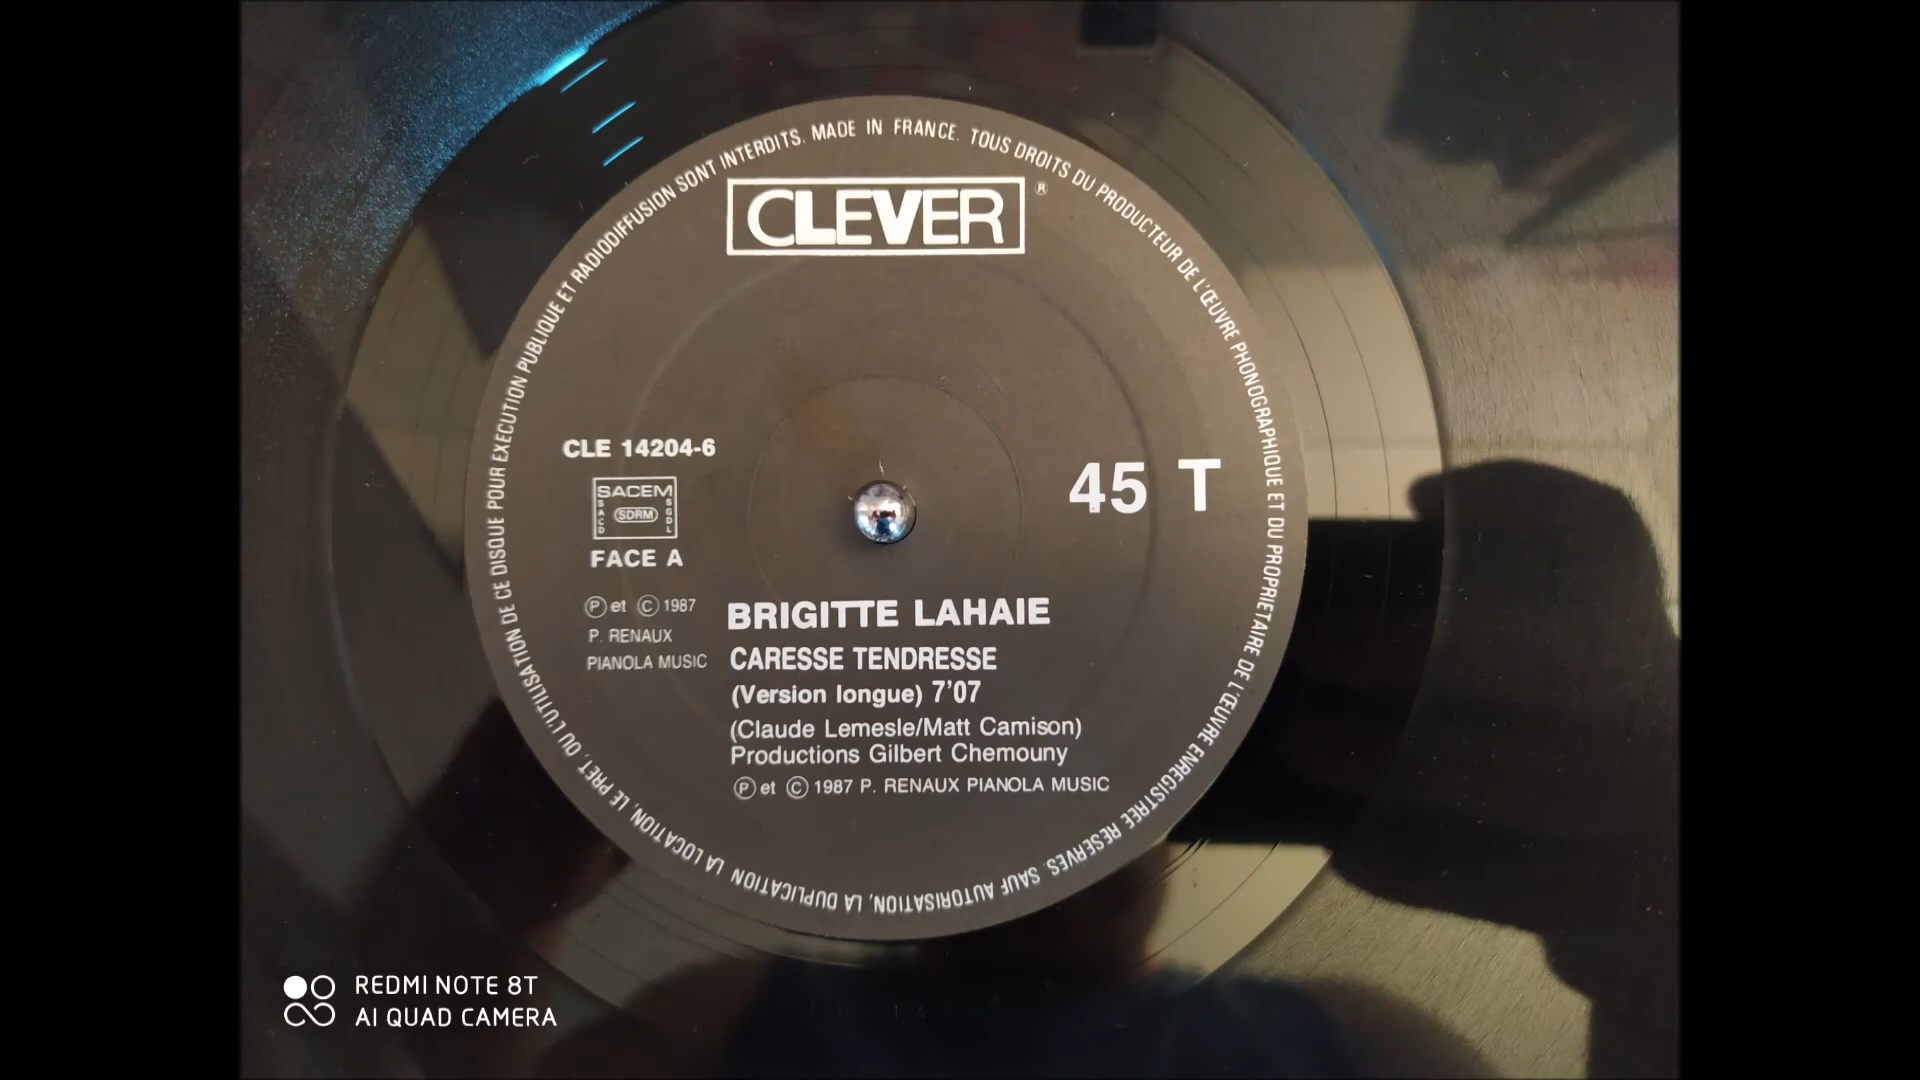 TOUS DROITS DU PRODUCTEUR DE L'ŒUVRE PHONOGRAPHIQUE ET DU PROPRIETAIRE DE L'ŒUVRE ENREGISTREE RESERVES. SAUF AUTORISATION, LA DUPLICATION LA LOCATION, LE PRET, OU L'UTILISATION DE CE DISQUE POUR EXECUTION PUBLIQUE ET RADIODIFFUSION SONT INTERDITS. MADE IN FRANCE.
CLEVER ®
CLE 14204-6
45 T
SACEM
SACD
SDRM
SGDL
FACE A
Ⓟ et © 1987
P. RENAUX
PIANOLA MUSIC
BRIGITTE LAHAIE
CARESSE TENDRESSE
(Version longue) 7'07
(Claude Lemesle/Matt Camison)
Productions Gilbert Chemouny
Ⓟ et © 1987 P. RENAUX PIANOLA MUSIC
REDMI NOTE 8T
AI QUAD CAMERA